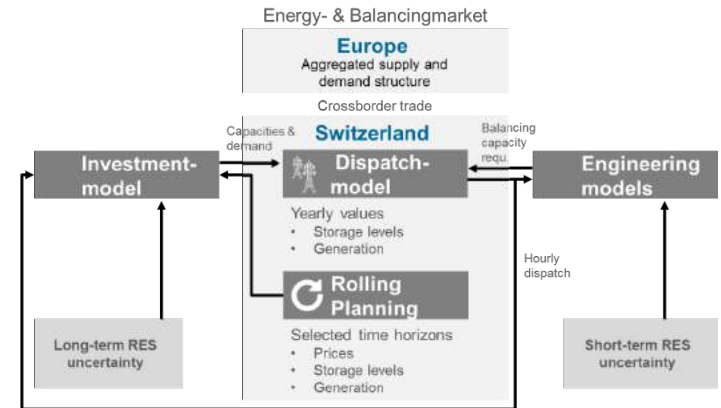 Energy- & Balancingmarket
Europe
Aggregated supply and
demand structure
Crossborder trade
Capacities &
demand
Switzerland
Balancing
capacity
requ.
Investment-
model
Dispatch-
model
Engineering
models
Yearly values
• Storage levels
• Generation
Hourly
dispatch
Rolling
Planning
Long-term RES
uncertainty
Selected time horizons
• Prices
• Storage levels
• Generation
Short-term RES
uncertainty